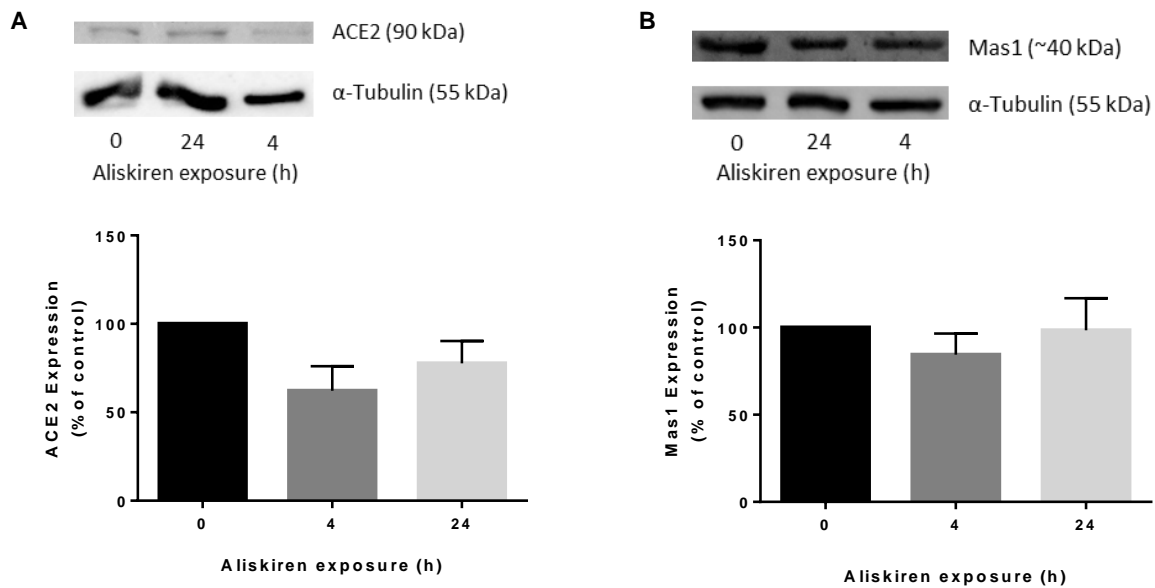 A
ACE2 (90 kDa)
α-Tubulin (55 kDa)
0 24 4
Aliskiren exposure (h)
150
100
50
0
ACE2 Expression
(% of control)
0 4 24
Aliskiren exposure (h)
B
Mas1 (~40 kDa)
α-Tubulin (55 kDa)
0 24 4
Aliskiren exposure (h)
150
100
50
0
Mas1 Expression
(% of control)
0 4 24
Aliskiren exposure (h)